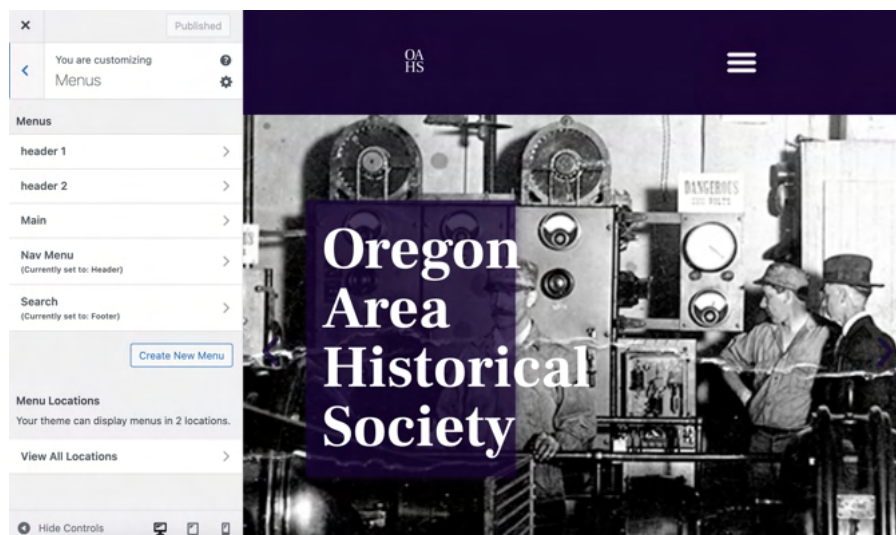 Published
You are customizing
Menus
Menus
header 1
header 2
Main
Nav Menu
(Currently set to: Header)
Search
(Currently set to: Footer)
Create New Menu
Menu Locations
Your theme can display menus in 2 locations.
View All Locations
Hide Controls
OA
HS
DANGEROUS
VOLTS
Oregon
Area
Historical
Society